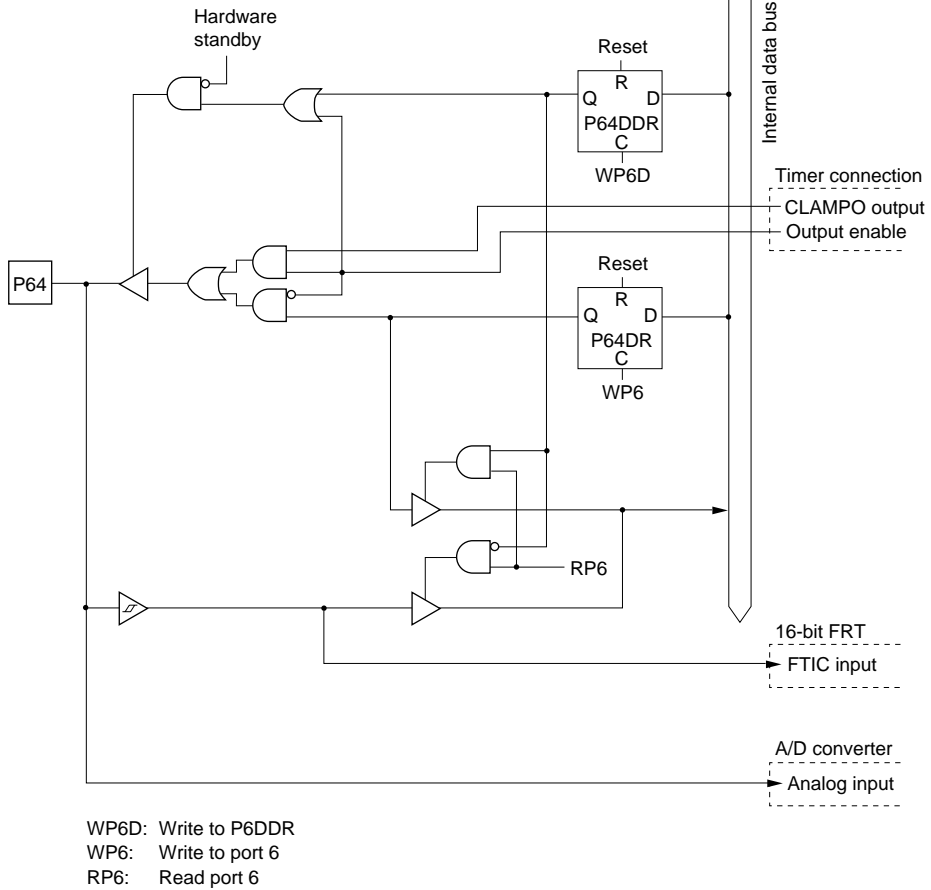 Hardware
standby
Internal data bus
Reset
R
Q D
P64DDR
C
WP6D
Timer connection
CLAMPO output
Output enable
P64
Reset
R
Q D
P64DR
C
WP6
RP6
16-bit FRT
FTIC input
A/D converter
Analog input
WP6D: Write to P6DDR
WP6: Write to port 6
RP6: Read port 6